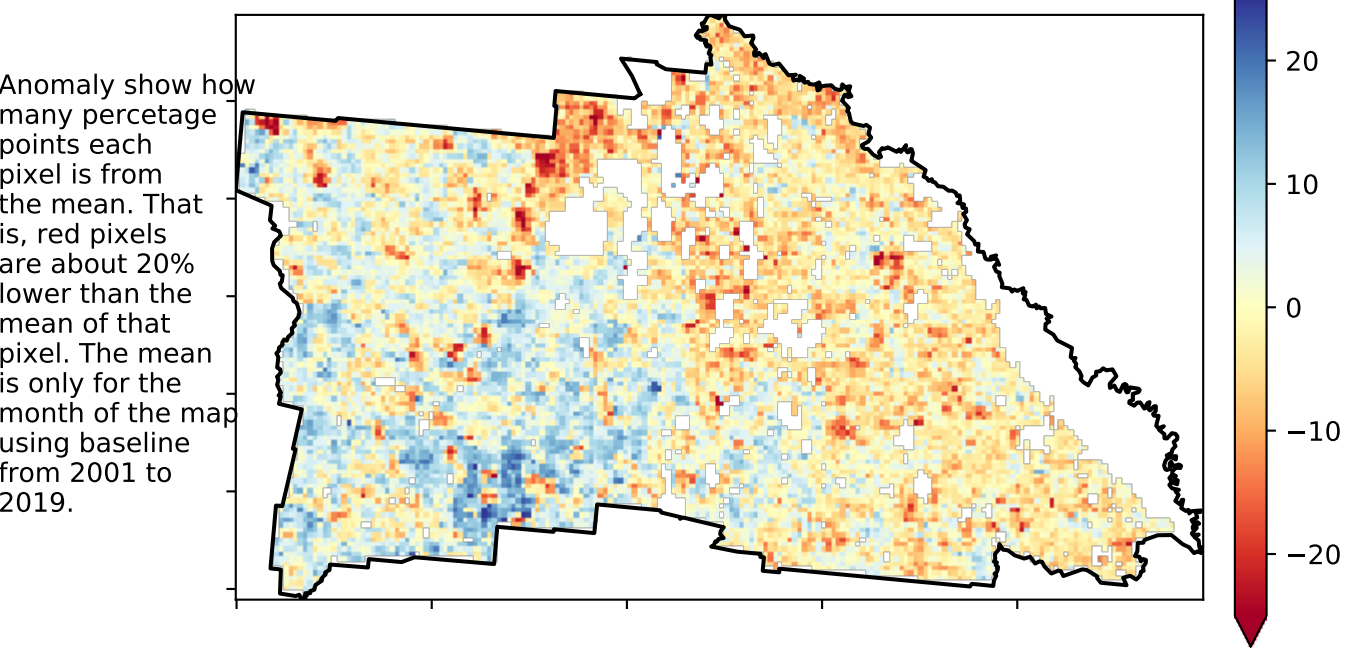 Anomaly show how
many percetage
points each
pixel is from
the mean. That
is, red pixels
are about 20%
lower than the
mean of that
pixel. The mean
is only for the
month of the map
using baseline
from 2001 to
2019.
20
10
0
−10
−20